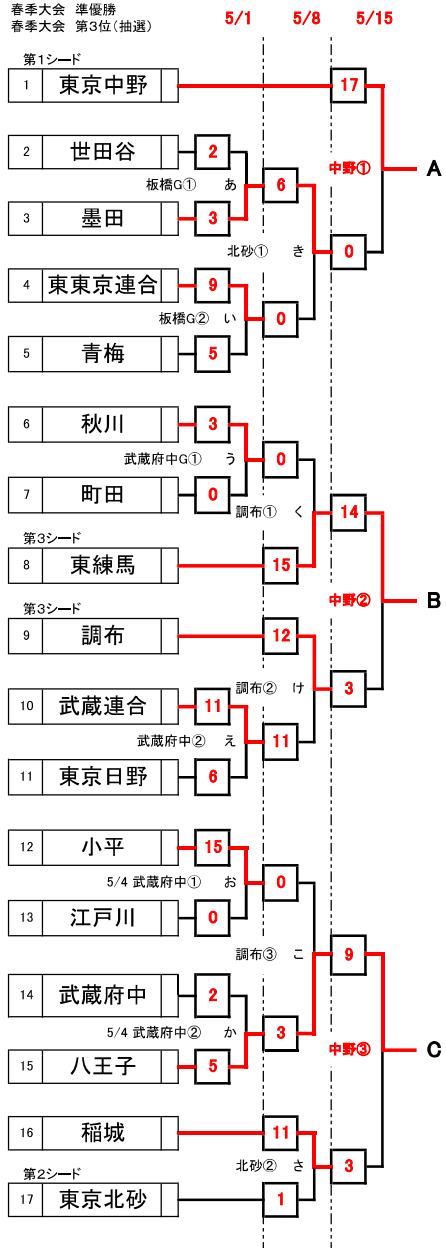 春季大会 準優勝
春季大会 第3位(抽選)
5/1 5/8 5/15
第1シード
1 東京中野 17
中野① A
2 世田谷 2
板橋G① あ 6
3 墨田 3
北砂① き 0
4 東東京連合 9
板橋G② い 0
5 青梅 5
6 秋川 3
武蔵府中G① う 0
7 町田 0
調布① く 14
第3シード
8 東練馬 15
中野② B
第3シード
9 調布 12
調布② け 3
10 武蔵連合 11
武蔵府中② え 11
11 東京日野 6
12 小平 15
5/4 武蔵府中① お 0
13 江戸川 0
調布③ こ 9
14 武蔵府中 2
5/4 武蔵府中② か 3
15 八王子 5
中野③ C
16 稲城 11
北砂② さ 3
第2シード
17 東京北砂 1